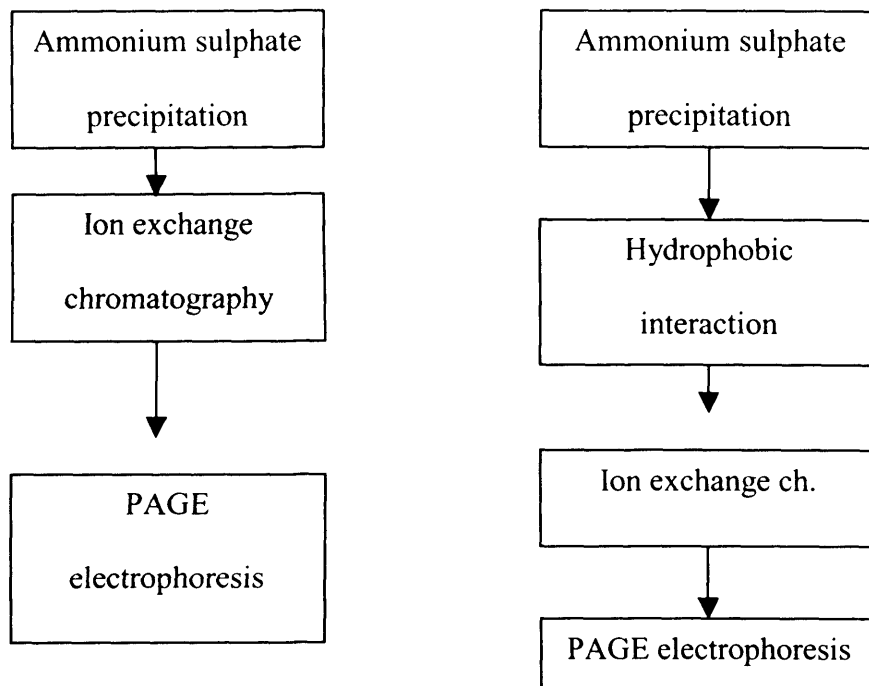 Ammonium sulphate
precipitation
Ion exchange
chromatography
PAGE
electrophoresis
Ammonium sulphate
precipitation
Hydrophobic
interaction
Ion exchange ch.
PAGE electrophoresis